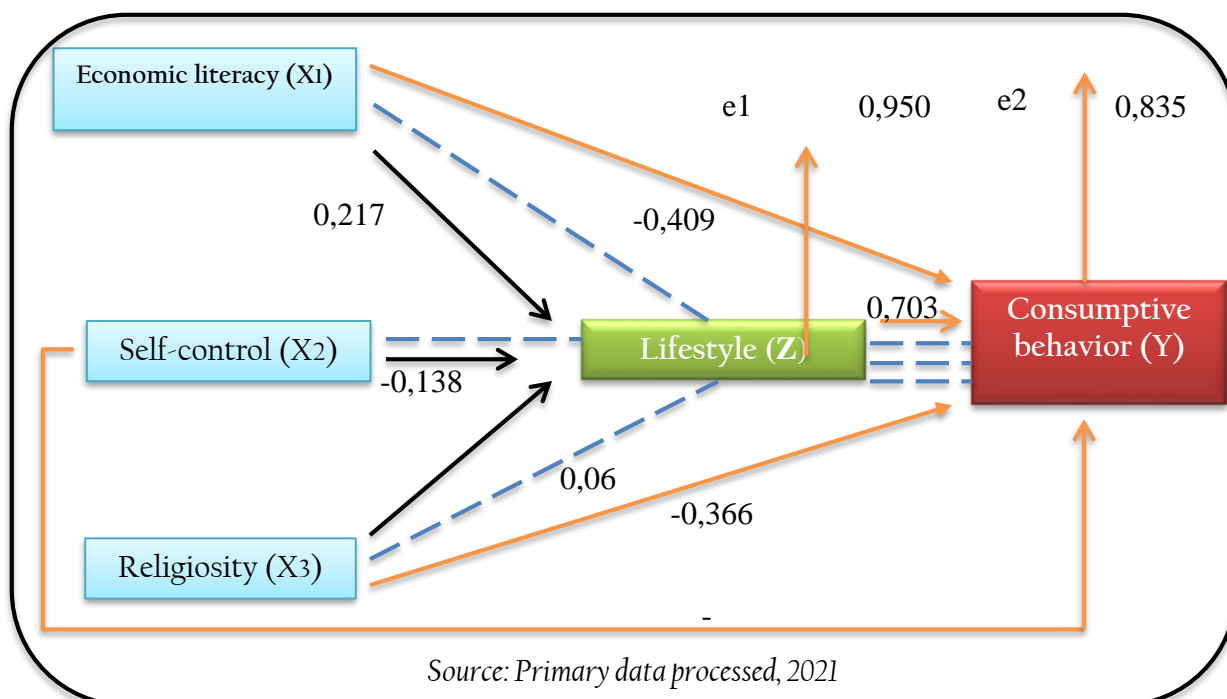 Economic literacy (X1)
e1
0,950
e2
0,835
0,217
-0,409
0,703
Consumptive
behavior (Y)
Self-control (X2)
Lifestyle (Z)
-0,138
0,06
-0,366
Religiosity (X3)
-
Source: Primary data processed, 2021